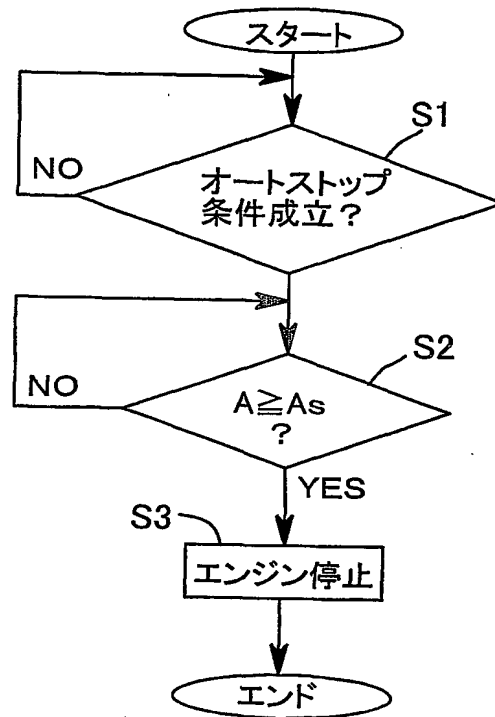 スタート
S1
NO
オートストップ
条件成立?
S2
NO
A≧As
?
YES
S3
エンジン停止
エンド